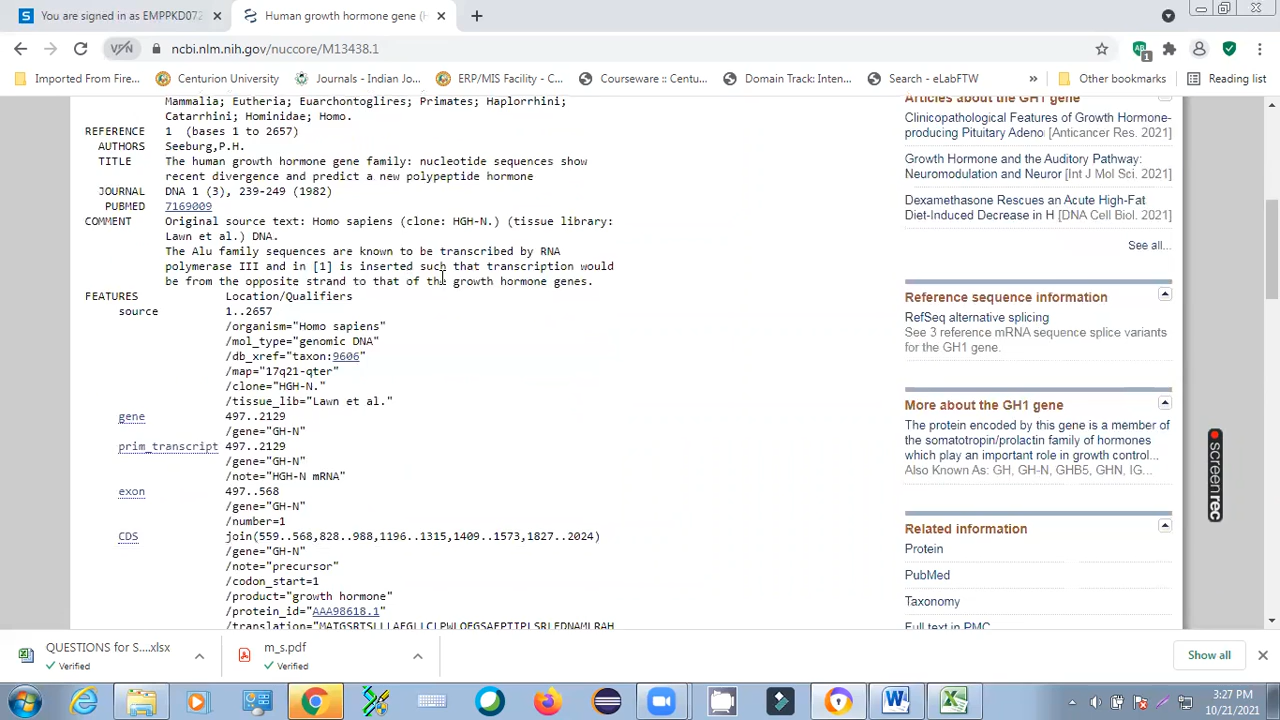 You are signed in as EMPPKD072
Human growth hormone gene (H
ncbi.nlm.nih.gov/nuccore/M13438.1
Imported From Fire...
Centurion University
Journals - Indian Jo...
ERP/MIS Facility - C...
Courseware :: Centu...
Domain Track: Inten...
Search - eLabFTW
»
Other bookmarks
Reading list
Mammalia; Eutheria; Euarchontoglires; Primates; Haplorrhini;
Catarrhini; Hominidae; Homo.
REFERENCE 1 (bases 1 to 2657)
AUTHORS Seeburg,P.H.
TITLE The human growth hormone gene family: nucleotide sequences show
recent divergence and predict a new polypeptide hormone
JOURNAL DNA 1 (3), 239-249 (1982)
PUBMED 7169009
COMMENT Original source text: Homo sapiens (clone: HGH-N.) (tissue library:
Lawn et al.) DNA.
The Alu family sequences are known to be transcribed by RNA
polymerase III and in [1] is inserted such that transcription would
be from the opposite strand to that of the growth hormone genes.
FEATURES Location/Qualifiers
source 1..2657
/organism="Homo sapiens"
/mol_type="genomic DNA"
/db_xref="taxon:9606"
/map="17q21-qter"
/clone="HGH-N."
/tissue_lib="Lawn et al."
gene 497..2129
/gene="GH-N"
prim_transcript 497..2129
/gene="GH-N"
/note="HGH-N mRNA"
exon 497..568
/gene="GH-N"
/number=1
CDS join(559..568,828..988,1196..1315,1409..1573,1827..2024)
/gene="GH-N"
/note="precursor"
/codon_start=1
/product="growth hormone"
/protein_id="AAA98618.1"
/translation="MATGSRTSLLLAFGLLCLPWLQEGSAFPTIPLSRLFDNAMLRAH
Articles about the GH1 gene
Clinicopathological Features of Growth Hormone-
producing Pituitary Adeno [Anticancer Res. 2021]
Growth Hormone and the Auditory Pathway:
Neuromodulation and Neuror [Int J Mol Sci. 2021]
Dexamethasone Rescues an Acute High-Fat
Diet-Induced Decrease in H [DNA Cell Biol. 2021]
See all...
Reference sequence information
RefSeq alternative splicing
See 3 reference mRNA sequence splice variants
for the GH1 gene.
More about the GH1 gene
The protein encoded by this gene is a member of
the somatotropin/prolactin family of hormones
which play an important role in growth control...
Also Known As: GH, GH-N, GHB5, GHN, IG...
Related information
Protein
PubMed
Taxonomy
Full text in PMC
screenrec
QUESTIONS for S....xlsx
Verified
m_s.pdf
Verified
Show all
3:27 PM
10/21/2021